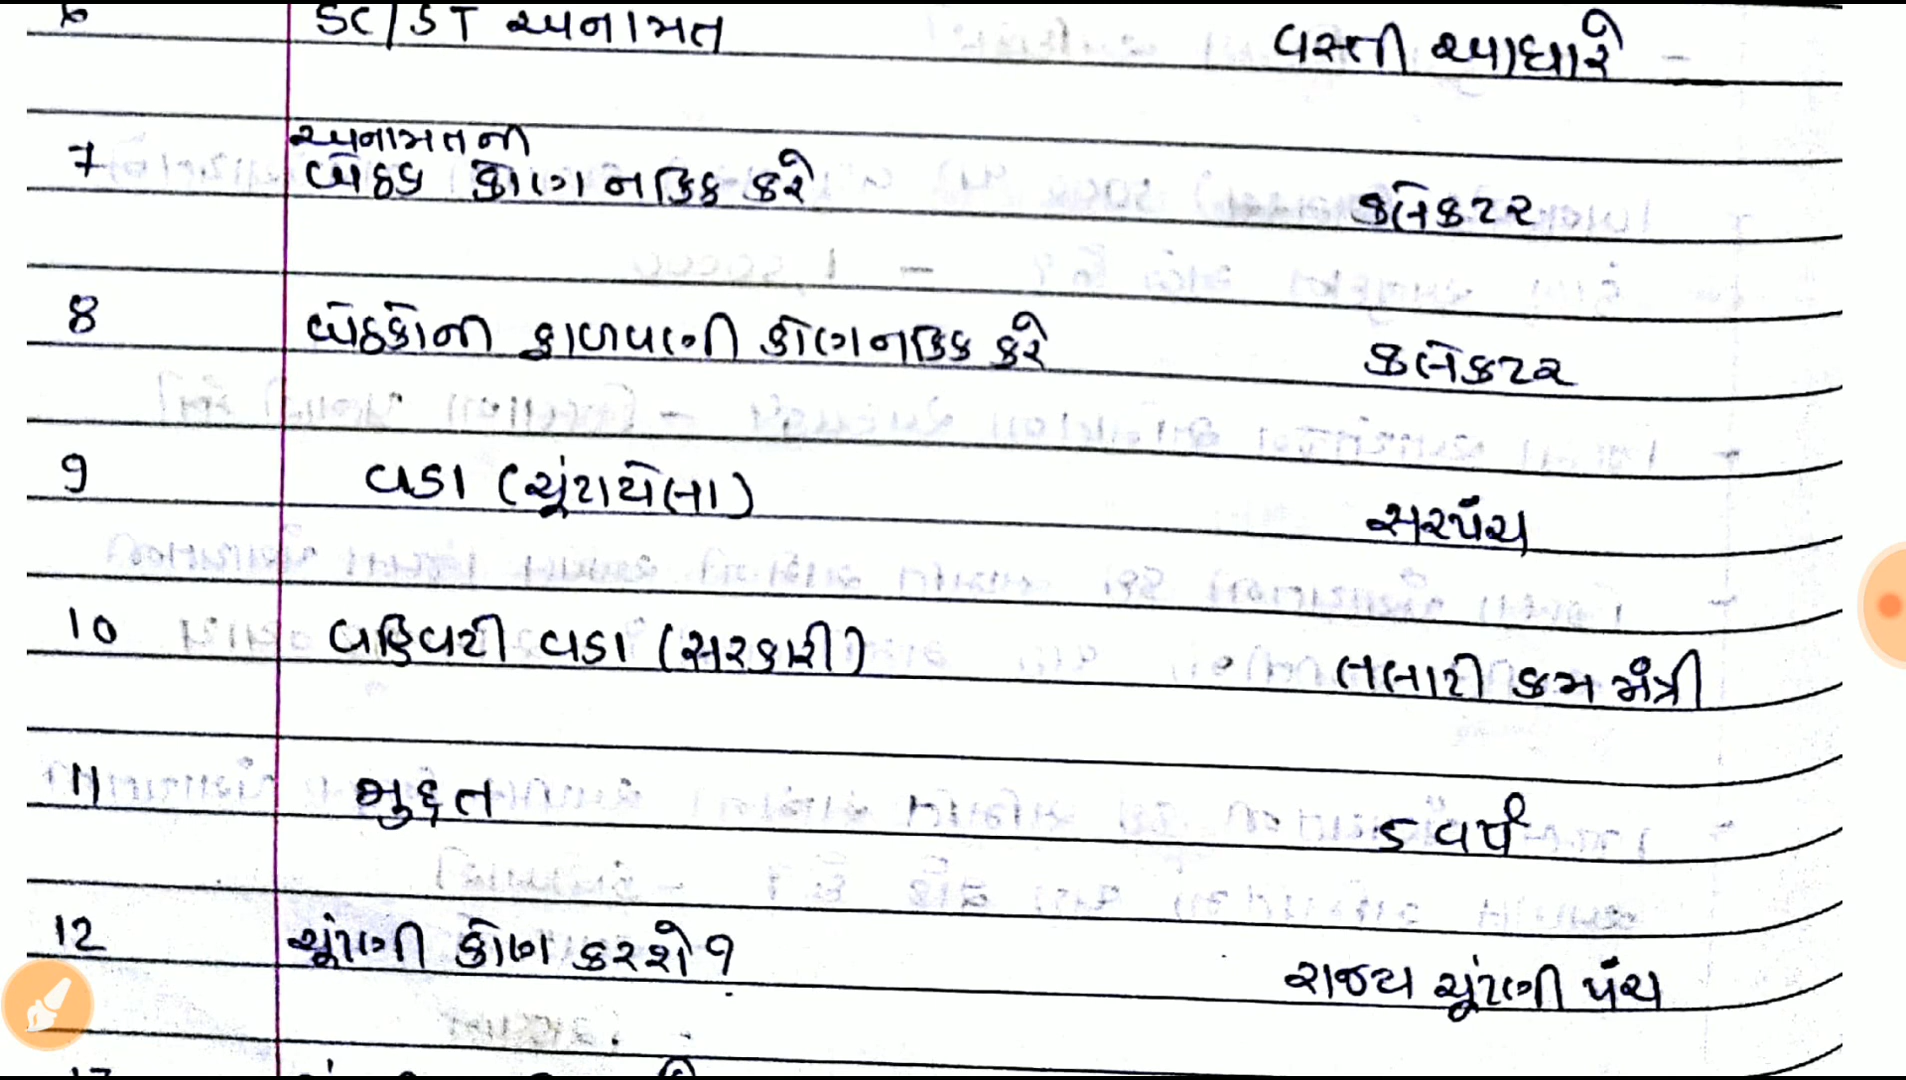 6 SC/ST અનામત વસ્તી આધારે
અનામતની
7 બેઠક કોણ નક્કિ કરે કલેક્ટર
8 બેઠકોની ફાળવણી કોણ નક્કિ કરે કલેક્ટર
9 વડા (ચૂંટાયેલા) સરપંચ
10 વહિવટી વડા (સરકારી) તલાટી કમ મંત્રી
11 મુદ્દત 5 વર્ષ
12 ચૂંટણી કોણ કરશે? રાજ્ય ચૂંટણી પંચ